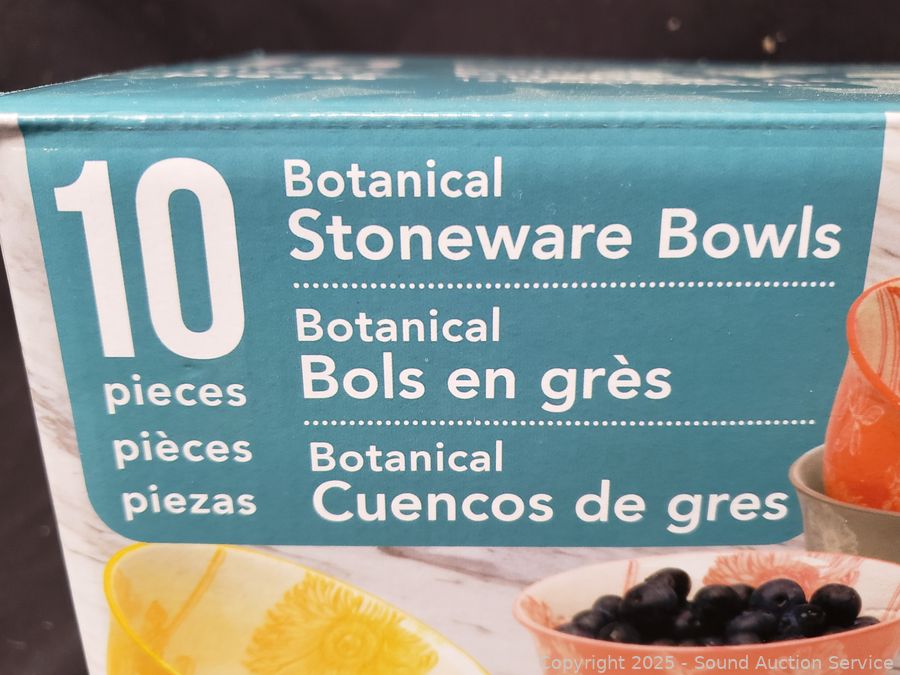 10
pieces
pièces
piezas
Botanical
Stoneware Bowls
Botanical
Bols en grès
Botanical
Cuencos de gres
Copyright 2025 - Sound Auction Service